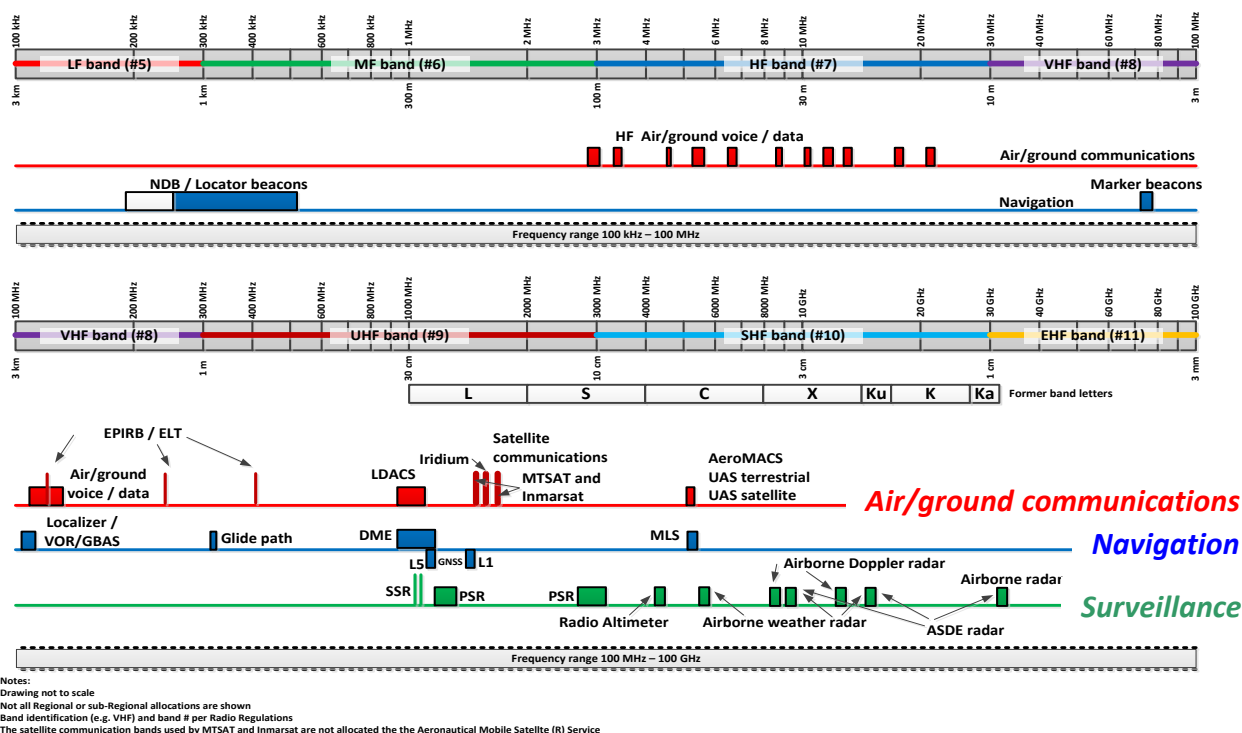 100 kHz 200 kHz 300 kHz 400 kHz 600 kHz 800 kHz 1 MHz 2 MHz 3 MHz 4 MHz 6 MHz 8 MHz 10 MHz 20 MHz 30 MHz 40 MHz 60 MHz 80 MHz 100 MHz
LF band (#5) MF band (#6) HF band (#7) VHF band (#8)
3 km 1 km 300 m 100 m 30 m 10 m 3 m
HF Air/ground voice / data
Air/ground communications
NDB / Locator beacons Marker beacons
Navigation
Frequency range 100 kHz – 100 MHz
1000 MHz 200 MHz 300 MHz 400 MHz 600 MHz 800 MHz 1000 MHz 2000 MHz 3000 MHz 4000 MHz 6000 MHz 8000 MHz 10 GHz 20 GHz 30 GHz 40 GHz 60 GHz 80 GHz 100 GHz
VHF band (#8) UHF band (#9) SHF band (#10) EHF band (#11)
3 km 1 m 30 cm 10 cm 3 cm 1 cm 3 mm
L S C X Ku K Ka Former band letters
EPIRB / ELT
Air/ground
voice / data
LDACS
Iridium
Satellite
communications
MTSAT and
Inmarsat
AeroMACS
UAS terrestrial
UAS satellite
Air/ground communications
Localizer /
VOR/GBAS
Glide path
DME
L5
GNSS
L1
MLS
Navigation
SSR
PSR
PSR
Radio Altimeter
Airborne weather radar
Airborne Doppler radar
ASDE radar
Airborne radar
Surveillance
Frequency range 100 MHz – 100 GHz
Notes:
Drawing not to scale
Not all Regional or sub-Regional allocations are shown
Band identification (e.g. VHF) and band # per Radio Regulations
The satellite communication bands used by MTSAT and Inmarsat are not allocated the the Aeronautical Mobile Satellte (R) Service